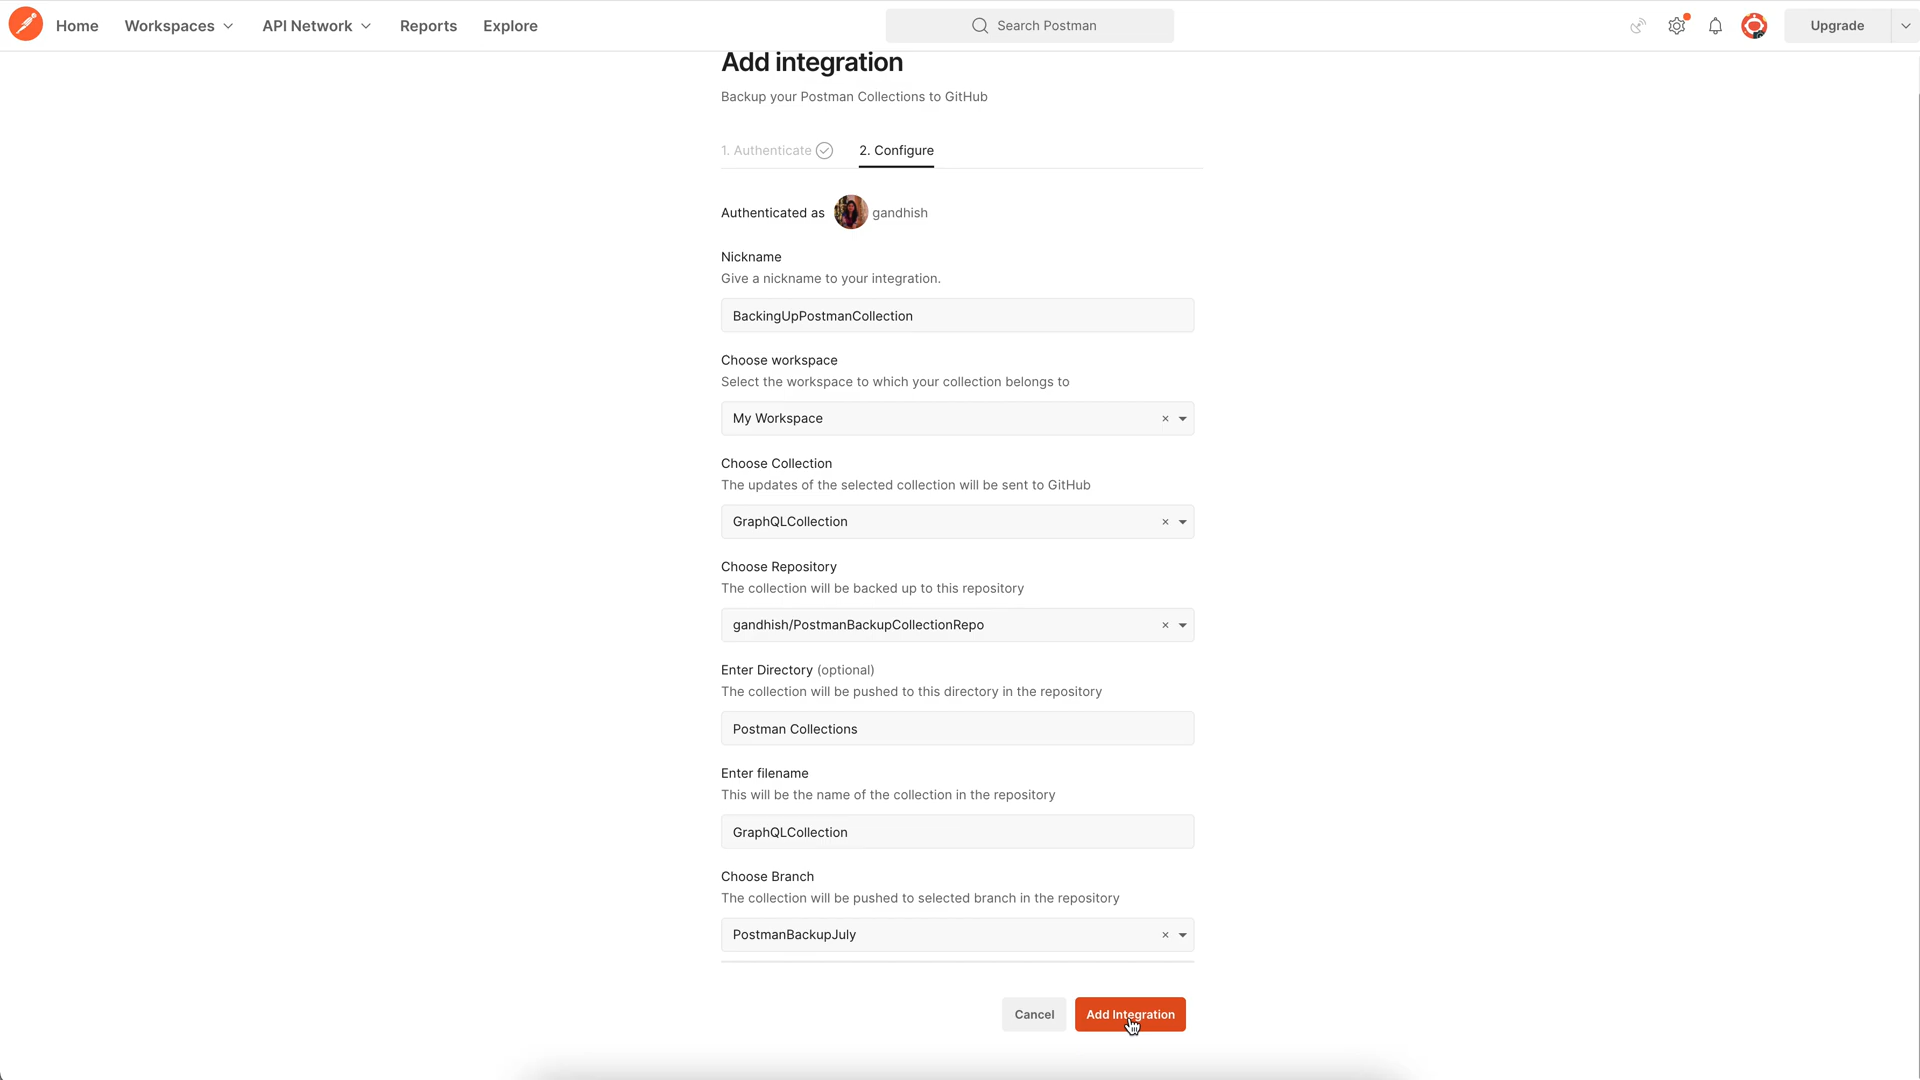 Home Workspaces API Network Reports Explore Search Postman Upgrade
Add integration
Backup your Postman Collections to GitHub
1. Authenticate 2. Configure
Authenticated as gandhish
Nickname
Give a nickname to your integration.
BackingUpPostmanCollection
Choose workspace
Select the workspace to which your collection belongs to
My Workspace
Choose Collection
The updates of the selected collection will be sent to GitHub
GraphQLCollection
Choose Repository
The collection will be backed up to this repository
gandhish/PostmanBackupCollectionRepo
Enter Directory (optional)
The collection will be pushed to this directory in the repository
Postman Collections
Enter filename
This will be the name of the collection in the repository
GraphQLCollection
Choose Branch
The collection will be pushed to selected branch in the repository
PostmanBackupJuly
Cancel Add Integration